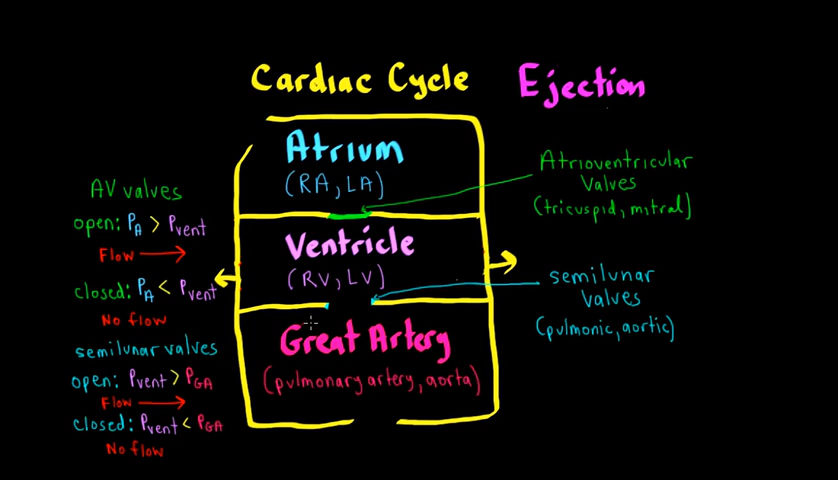 Cardiac Cycle
Ejection
Atrium
(RA, LA)
Ventricle
(RV, LV)
Great Artery
(pulmonary artery, aorta)
AV valves
open: PA > Pvent
Flow
closed: PA < Pvent
No flow
semilunar valves
open: Pvent > PGA
Flow
closed: Pvent < PGA
No flow
Atrioventricular
Valves
(tricuspid, mitral)
semilunar
valves
(pulmonic, aortic)